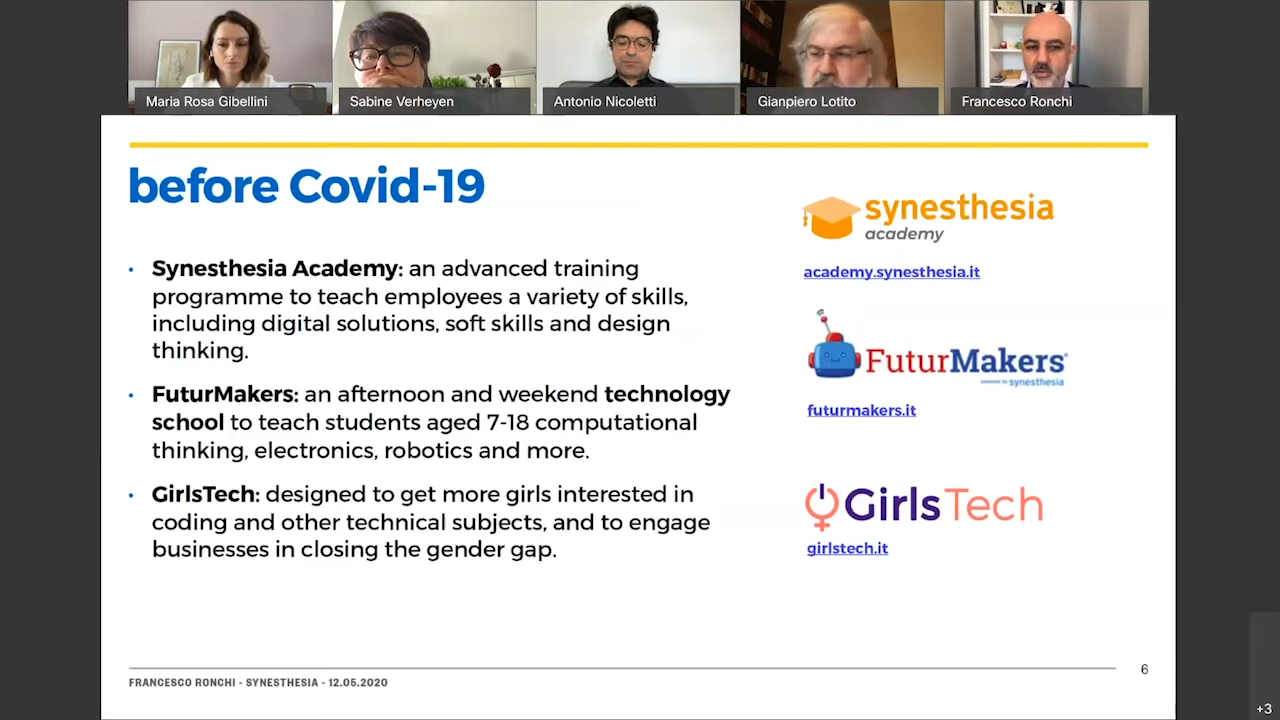 Maria Rosa Gibellini
Sabine Verheyen
Antonio Nicoletti
Gianpiero Lotito
Francesco Ronchi
before Covid-19
• Synesthesia Academy: an advanced training
programme to teach employees a variety of skills,
including digital solutions, soft skills and design
thinking.
• FuturMakers: an afternoon and weekend technology
school to teach students aged 7-18 computational
thinking, electronics, robotics and more.
• GirlsTech: designed to get more girls interested in
coding and other technical subjects, and to engage
businesses in closing the gender gap.
synesthesia
academy
academy.synesthesia.it
FuturMakers®
powered by synesthesia
futurmakers.it
GirlsTech
girlstech.it
FRANCESCO RONCHI - SYNESTHESIA - 12.05.2020
6
+3